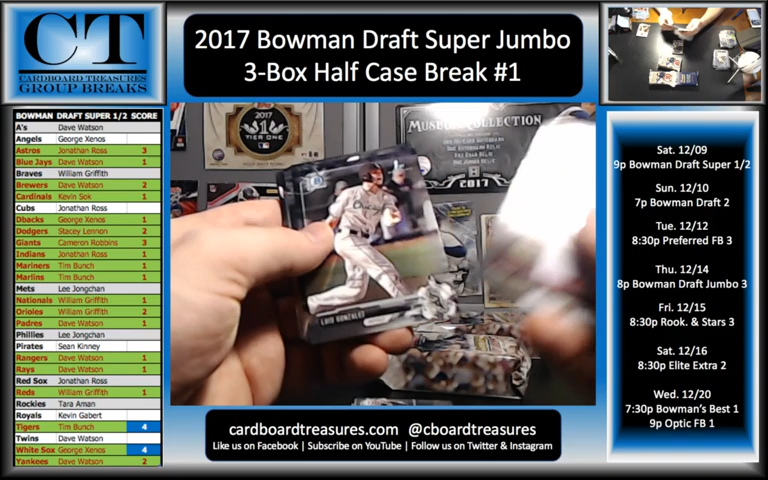 CT
CARDBOARD TREASURES
GROUP BREAKS
2017 Bowman Draft Super Jumbo
3-Box Half Case Break #1
BOWMAN DRAFT SUPER 1/2 SCORE
A's Dave Watson
Angels George Xenos
Astros Jonathan Ross 3
Blue Jays Dave Watson 1
Braves William Griffith
Brewers Dave Watson 2
Cardinals Kevin Sok 1
Cubs Jonathan Ross
Dbacks George Xenos 1
Dodgers Stacey Lennon 2
Giants Cameron Robbins 3
Indians Jonathan Ross 1
Mariners Tim Bunch 1
Marlins Tim Bunch 1
Mets Lee Jongchan
Nationals William Griffith 1
Orioles William Griffith 2
Padres Dave Watson 1
Phillies Lee Jongchan
Pirates Sean Kinney
Rangers Dave Watson 1
Rays Dave Watson 1
Red Sox Jonathan Ross
Reds William Griffith 1
Rockies Tara Aman
Royals Kevin Gabert
Tigers Tim Bunch 4
Twins Dave Watson
White Sox George Xenos 4
Yankees Dave Watson 2
2017
1
TIER ONE
MUSEUM COLLECTION
2017
LUIS GONZALEZ
Sat. 12/09
9p Bowman Draft Super 1/2
Sun. 12/10
7p Bowman Draft 2
Tue. 12/12
8:30p Preferred FB 3
Thu. 12/14
8p Bowman Draft Jumbo 3
Fri. 12/15
8:30p Rook. & Stars 3
Sat. 12/16
8:30p Elite Extra 2
Wed. 12/20
7:30p Bowman's Best 1
9p Optic FB 1
cardboardtreasures.com @cboardtreasures
Like us on Facebook | Subscribe on YouTube | Follow us on Twitter & Instagram